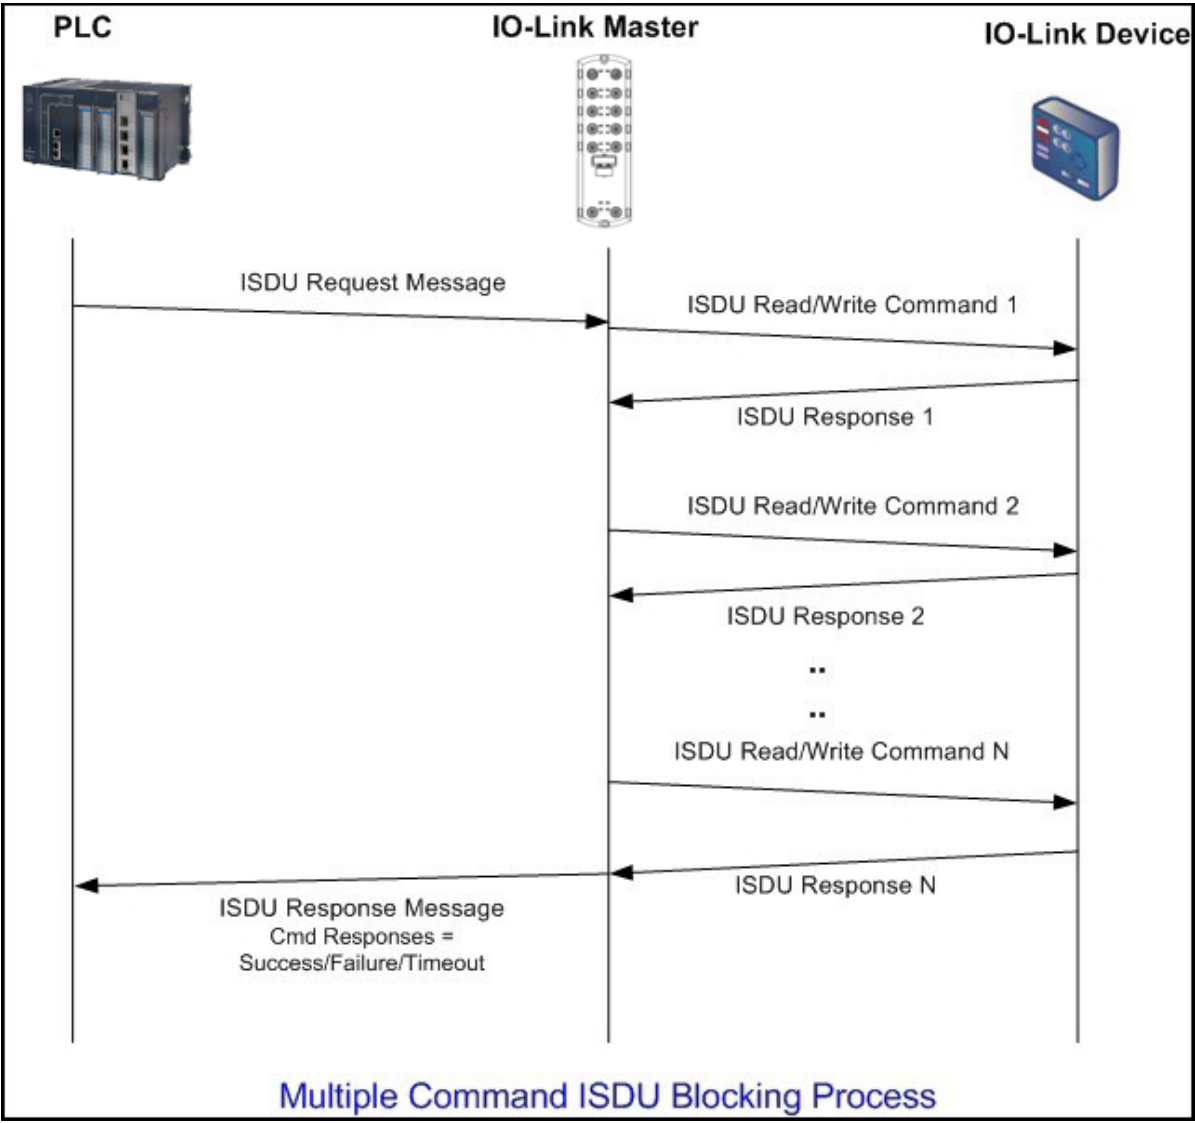 PLC
IO-Link Master
IO-Link Device
ISDU Request Message
ISDU Read/Write Command 1
ISDU Response 1
ISDU Read/Write Command 2
ISDU Response 2
..
..
ISDU Read/Write Command N
ISDU Response N
ISDU Response Message
Cmd Responses =
Success/Failure/Timeout
Multiple Command ISDU Blocking Process